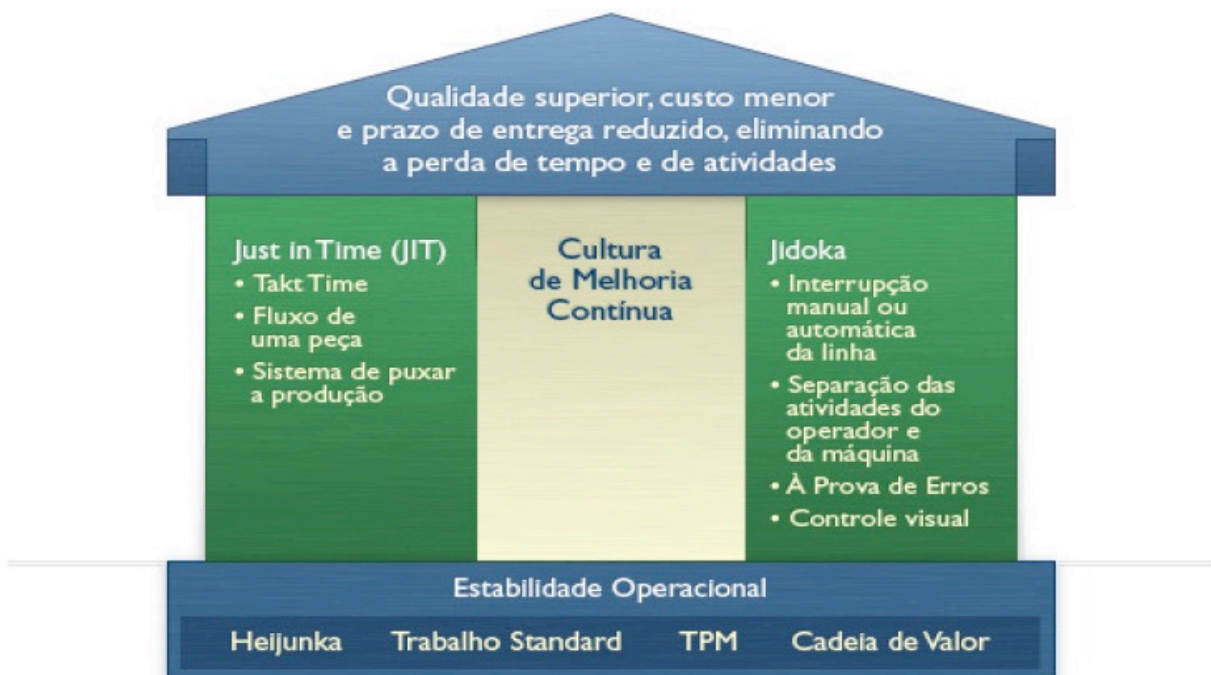 Qualidade superior, custo menor
e prazo de entrega reduzido, eliminando
a perda de tempo e de atividades
Just in Time (JIT)
• Takt Time
• Fluxo de
uma peça
• Sistema de puxar
a produção
Cultura
de Melhoria
Contínua
Jidoka
• Interrupção
manual ou
automática
da linha
• Separação das
atividades do
operador e
da máquina
• À Prova de Erros
• Controle visual
Estabilidade Operacional
Heijunka Trabalho Standard TPM Cadeia de Valor